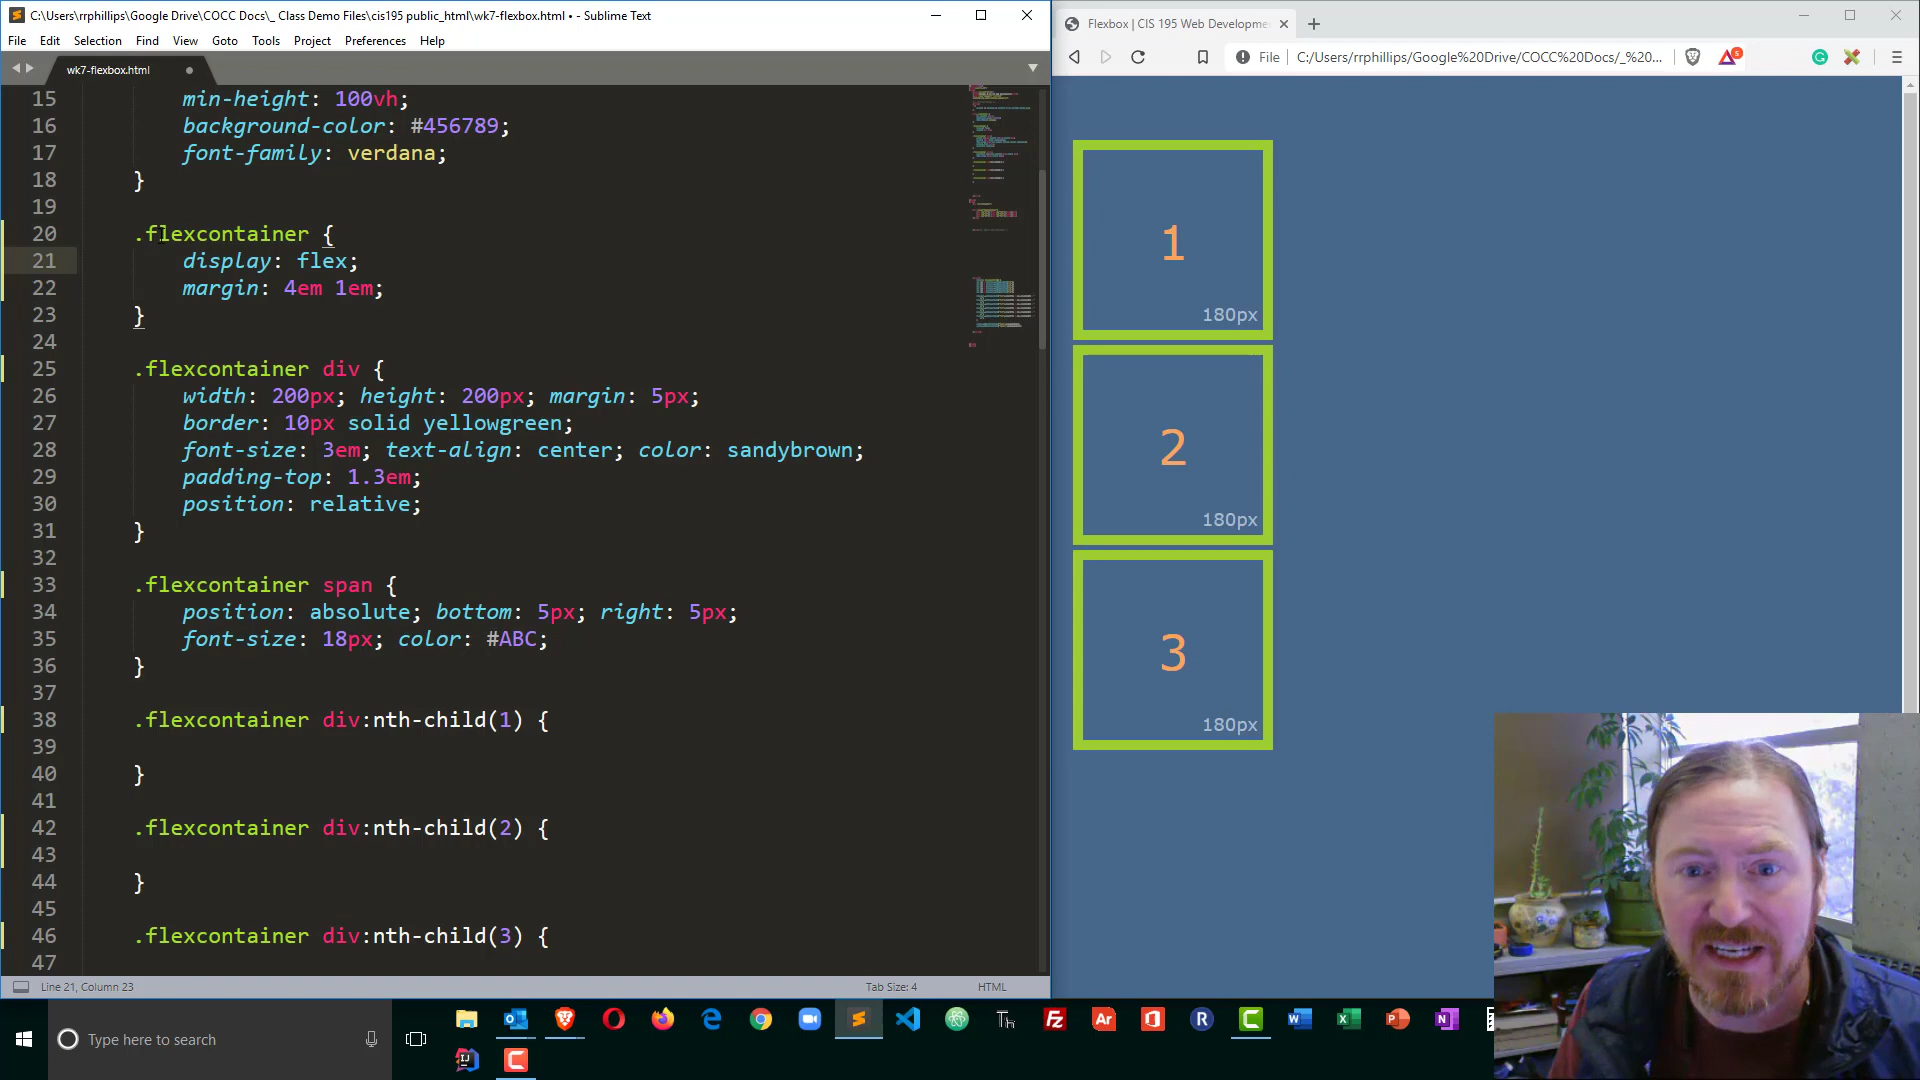 C:\Users\rrphillips\Google Drive\COCC Docs\_ Class Demo Files\cis195 public_html\wk7-flexbox.html • - Sublime Text
File Edit Selection Find View Goto Tools Project Preferences Help
wk7-flexbox.html
15 min-height: 100vh;
16 background-color: #456789;
17 font-family: verdana;
18 }
19
20 .flexcontainer {
21 display: flex;
22 margin: 4em 1em;
23 }
24
25 .flexcontainer div {
26 width: 200px; height: 200px; margin: 5px;
27 border: 10px solid yellowgreen;
28 font-size: 3em; text-align: center; color: sandybrown;
29 padding-top: 1.3em;
30 position: relative;
31 }
32
33 .flexcontainer span {
34 position: absolute; bottom: 5px; right: 5px;
35 font-size: 18px; color: #ABC;
36 }
37
38 .flexcontainer div:nth-child(1) {
39
40 }
41
42 .flexcontainer div:nth-child(2) {
43
44 }
45
46 .flexcontainer div:nth-child(3) {
47
Line 21, Column 23 Tab Size: 4 HTML
Flexbox | CIS 195 Web Developme
File C:/Users/rrphillips/Google%20Drive/COCC%20Docs/_%20...
5
1
180px
2
180px
3
180px
Type here to search